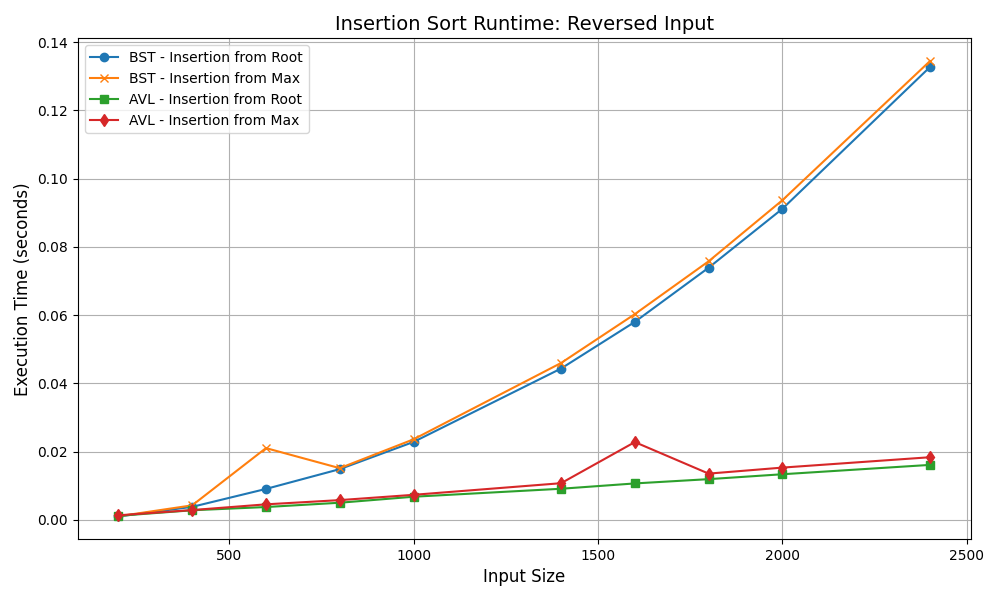 Insertion Sort Runtime: Reversed Input
BST - Insertion from Root
BST - Insertion from Max
AVL - Insertion from Root
AVL - Insertion from Max
Execution Time (seconds)
0.14
0.12
0.10
0.08
0.06
0.04
0.02
0.00
500
1000
1500
2000
2500
Input Size